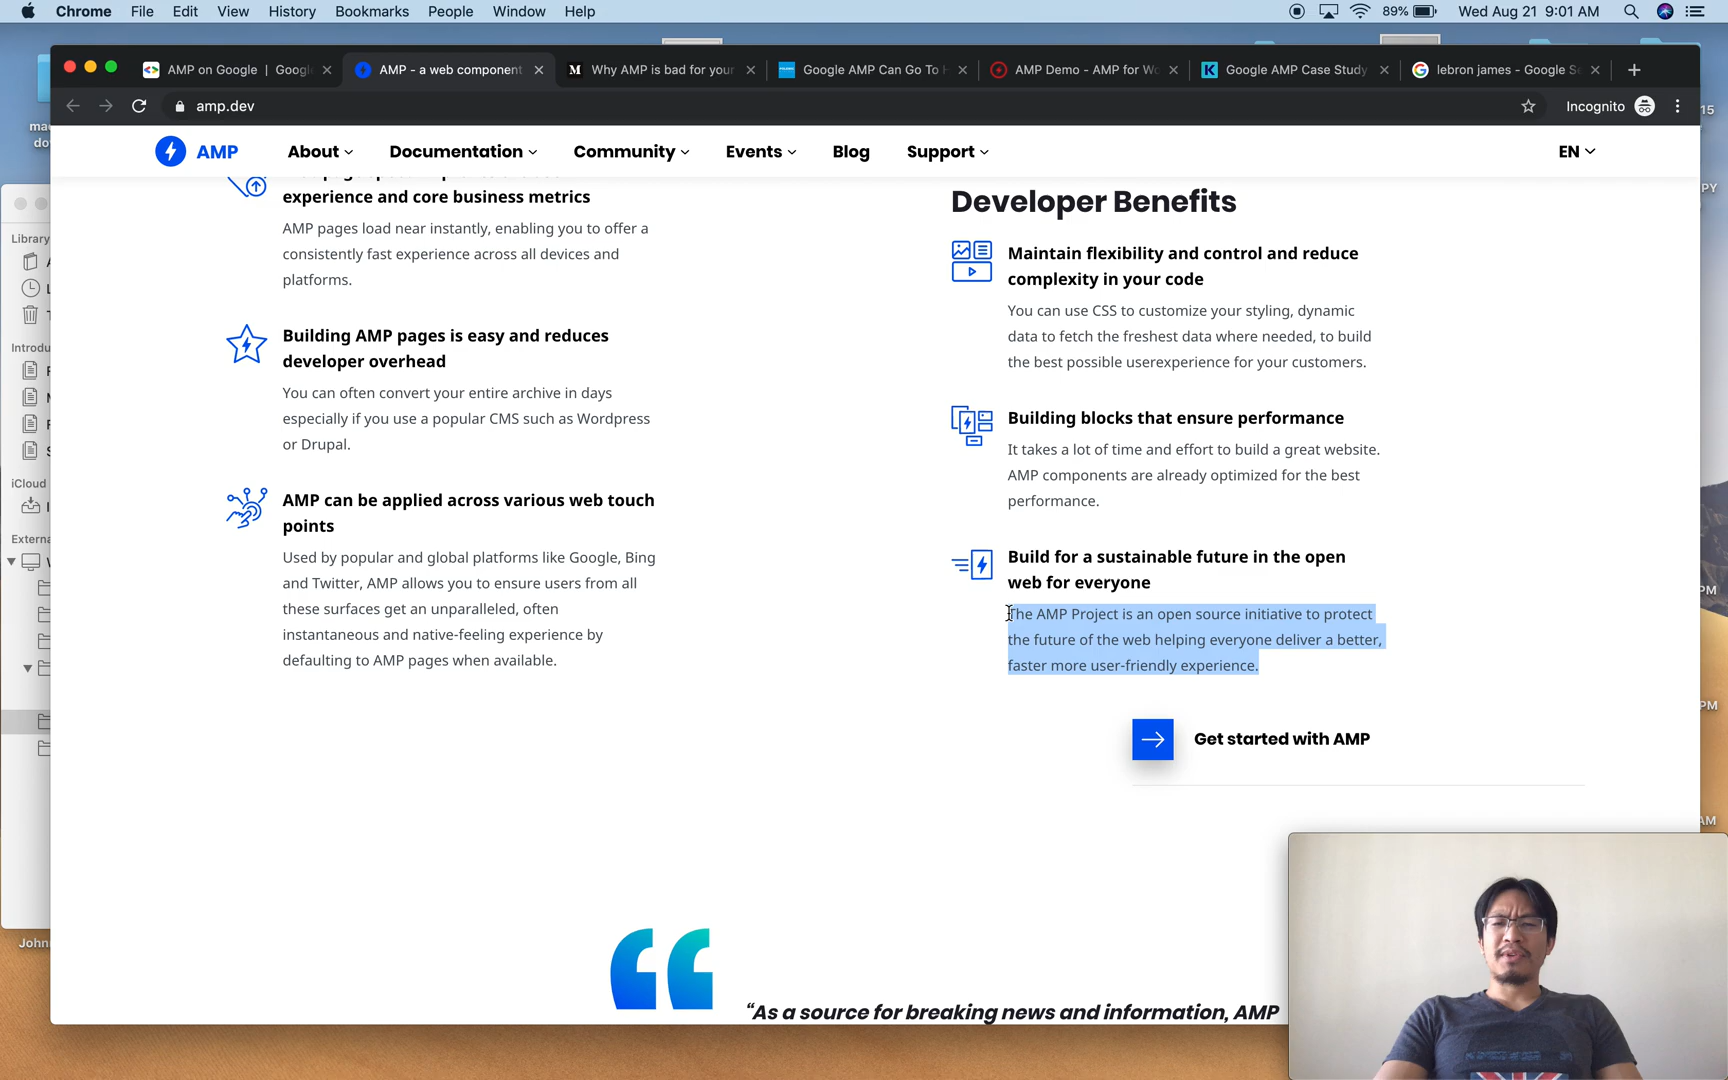 Chrome File Edit View History Bookmarks People Window Help
89% Wed Aug 21 9:01 AM
AMP on Google | Googl
AMP - a web component
Why AMP is bad for your
Google AMP Can Go To H
AMP Demo - AMP for Wo
Google AMP Case Study
lebron james - Google Se
amp.dev
Incognito
AMP
About
Documentation
Community
Events
Blog
Support
EN
experience and core business metrics
AMP pages load near instantly, enabling you to offer a
consistently fast experience across all devices and
platforms.
Building AMP pages is easy and reduces
developer overhead
You can often convert your entire archive in days
especially if you use a popular CMS such as Wordpress
or Drupal.
AMP can be applied across various web touch
points
Used by popular and global platforms like Google, Bing
and Twitter, AMP allows you to ensure users from all
these surfaces get an unparalleled, often
instantaneous and native-feeling experience by
defaulting to AMP pages when available.
Developer Benefits
Maintain flexibility and control and reduce
complexity in your code
You can use CSS to customize your styling, dynamic
data to fetch the freshest data where needed, to build
the best possible userexperience for your customers.
Building blocks that ensure performance
It takes a lot of time and effort to build a great website.
AMP components are already optimized for the best
performance.
Build for a sustainable future in the open
web for everyone
The AMP Project is an open source initiative to protect
the future of the web helping everyone deliver a better,
faster more user-friendly experience.
Get started with AMP
“As a source for breaking news and information, AMP
Library
Introdu
iCloud
Externa
John
15
PY
PM
PM
AM